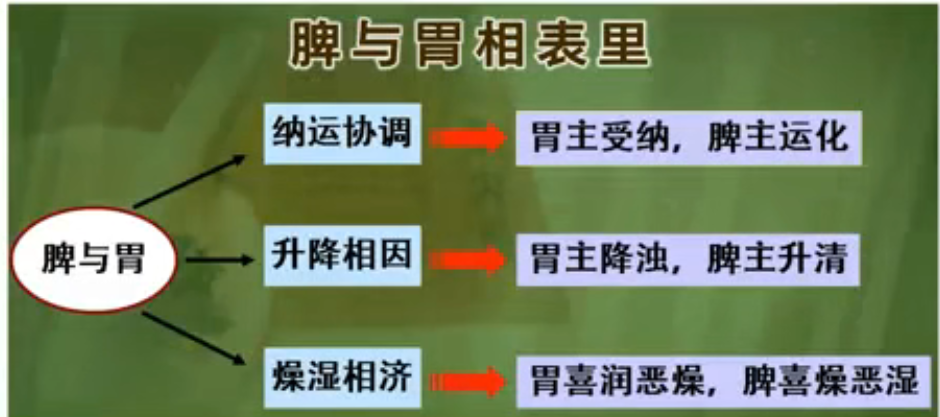 脾与胃相表里
脾与胃
纳运协调
胃主受纳，脾主运化
升降相因
胃主降浊，脾主升清
燥湿相济
胃喜润恶燥，脾喜燥恶湿